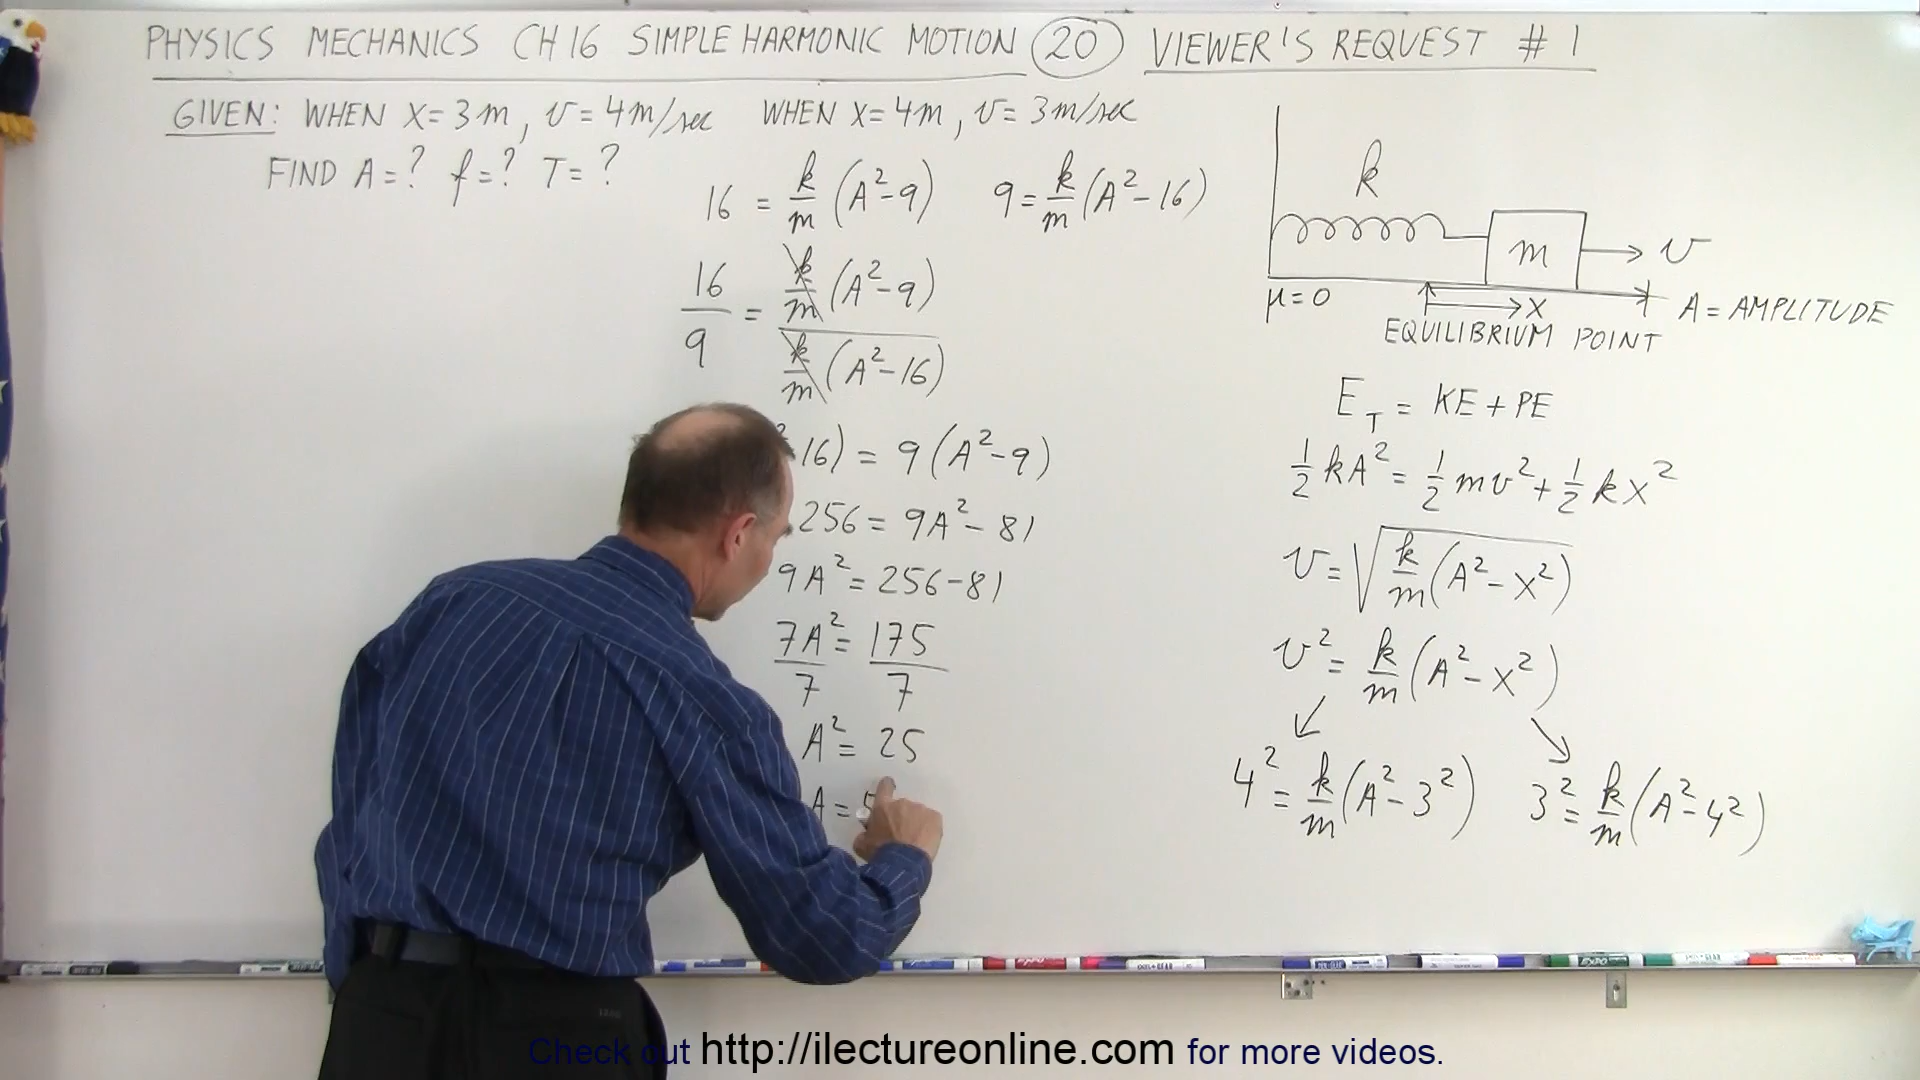 PHYSICS MECHANICS CH 16 SIMPLE HARMONIC MOTION 20 VIEWER'S REQUEST # 1
GIVEN: WHEN X=3m, v=4m/sec WHEN X=4m, v=3m/sec
FIND A=? f=? T=?
16 = k/m (A²-9) 9 = k/m (A²-16)
16/9 = k/m (A²-9) / k/m (A²-16)
² 16) = 9 (A²-9)
256 = 9A² - 81
9A² = 256-81
7A²/7 = 175/7
A² = 25
A = 5
k
m v
μ=0 X A = AMPLITUDE
EQUILIBRIUM POINT
E_T = KE + PE
½ kA² = ½ mv² + ½ kx²
v = √(k/m (A² - x²))
v² = k/m (A² - x²)
4² = k/m (A² - 3²) 3² = k/m (A² - 4²)
Check out http://ilectureonline.com for more videos.